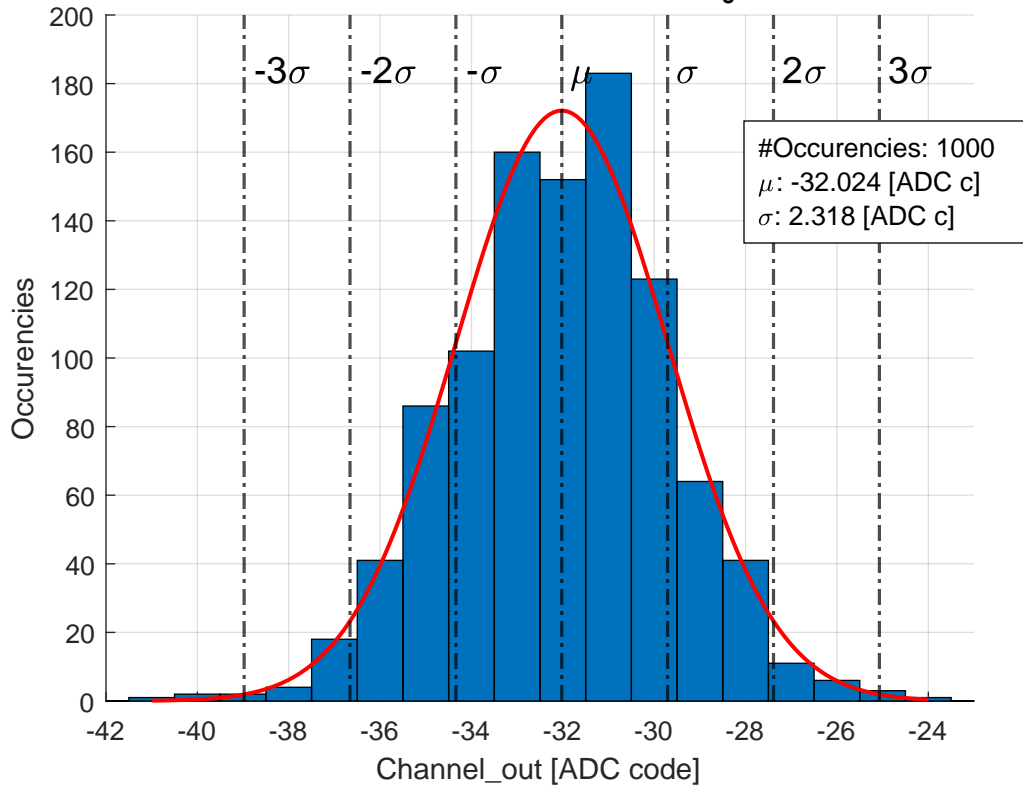 200
180
160
140
120
100
80
60
40
20
0
Occurencies
-3σ
-2σ
-σ
μ
σ
2σ
3σ
#Occurencies: 1000
μ: -32.024 [ADC c]
σ: 2.318 [ADC c]
-42 -40 -38 -36 -34 -32 -30 -28 -26 -24
Channel_out [ADC code]